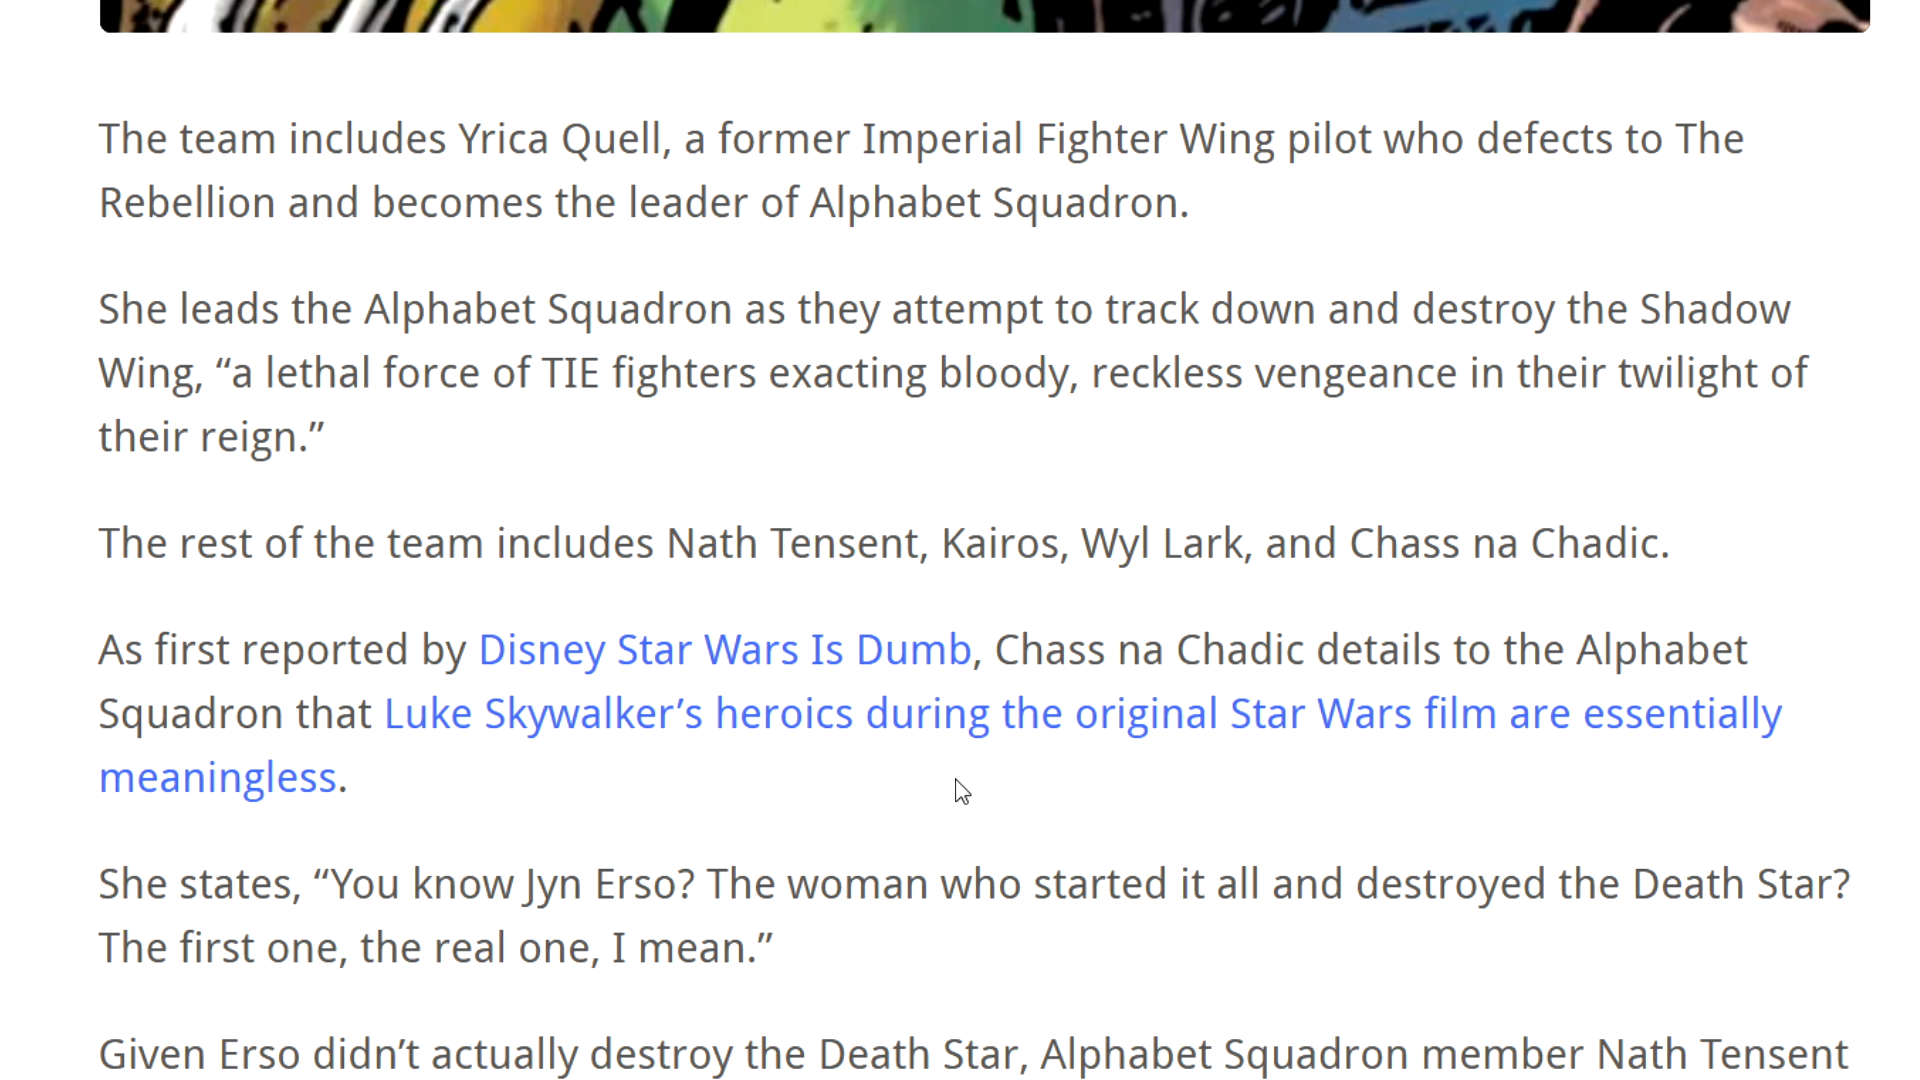 The team includes Yrica Quell, a former Imperial Fighter Wing pilot who defects to The
Rebellion and becomes the leader of Alphabet Squadron.
She leads the Alphabet Squadron as they attempt to track down and destroy the Shadow
Wing, “a lethal force of TIE fighters exacting bloody, reckless vengeance in their twilight of
their reign.”
The rest of the team includes Nath Tensent, Kairos, Wyl Lark, and Chass na Chadic.
As first reported by Disney Star Wars Is Dumb, Chass na Chadic details to the Alphabet
Squadron that Luke Skywalker’s heroics during the original Star Wars film are essentially
meaningless.
She states, “You know Jyn Erso? The woman who started it all and destroyed the Death Star?
The first one, the real one, I mean.”
Given Erso didn’t actually destroy the Death Star, Alphabet Squadron member Nath Tensent